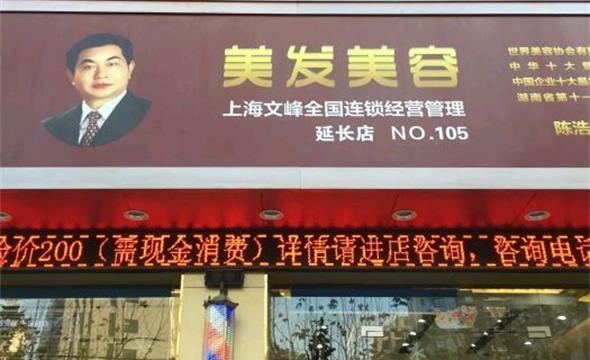 美发美容
上海文峰全国连锁经营管理
延长店 NO.105
世界美容协会有
中华十大
中国企业十大最
湖南省第十一
陈浩
价200（需现金消费）详情请进店咨询，咨询电话